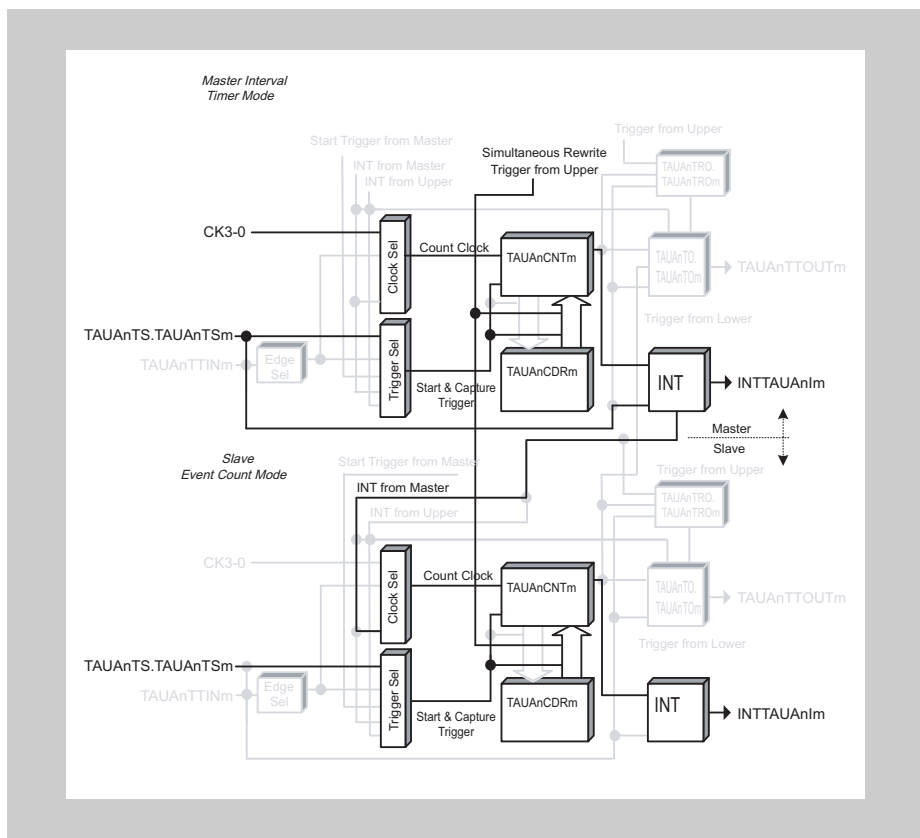 Master Interval
Timer Mode
Trigger from Upper
Start Trigger from Master
Simultaneous Rewrite
Trigger from Upper
INT from Master
INT from Upper
TAUAnTRO.
TAUAnTROm
CK3-0
Clock Sel
Count Clock
TAUAnCNTm
TAUAnTO.
TAUAnTOm
TAUAnTTOUTm
Trigger from Lower
TAUAnTS.TAUAnTSm
TAUAnTTINm
Edge
Sel
Trigger Sel
Start & Capture
Trigger
TAUAnCDRm
INT
INTTAUAnIm
Master
Slave
Slave
Event Count Mode
Start Trigger from Master
Trigger from Upper
INT from Master
INT from Upper
TAUAnTRO.
TAUAnTROm
CK3-0
Clock Sel
Count Clock
TAUAnCNTm
TAUAnTO.
TAUAnTOm
TAUAnTTOUTm
Trigger from Lower
TAUAnTS.TAUAnTSm
TAUAnTTINm
Edge
Sel
Trigger Sel
Start & Capture
Trigger
TAUAnCDRm
INT
INTTAUAnIm